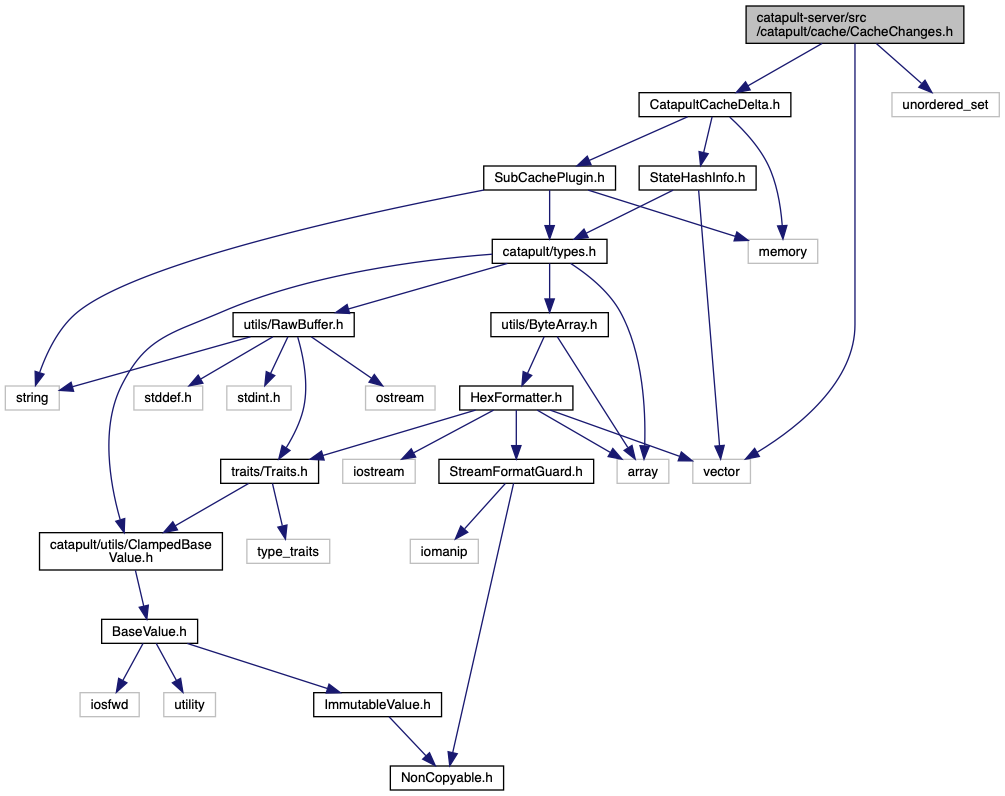 catapult-server/src
/catapult/cache/CacheChanges.h
CatapultCacheDelta.h
unordered_set
SubCachePlugin.h
StateHashInfo.h
catapult/types.h
memory
utils/RawBuffer.h
utils/ByteArray.h
string
stddef.h
stdint.h
ostream
HexFormatter.h
traits/Traits.h
iostream
StreamFormatGuard.h
array
vector
catapult/utils/ClampedBase
Value.h
type_traits
iomanip
BaseValue.h
iosfwd
utility
ImmutableValue.h
NonCopyable.h